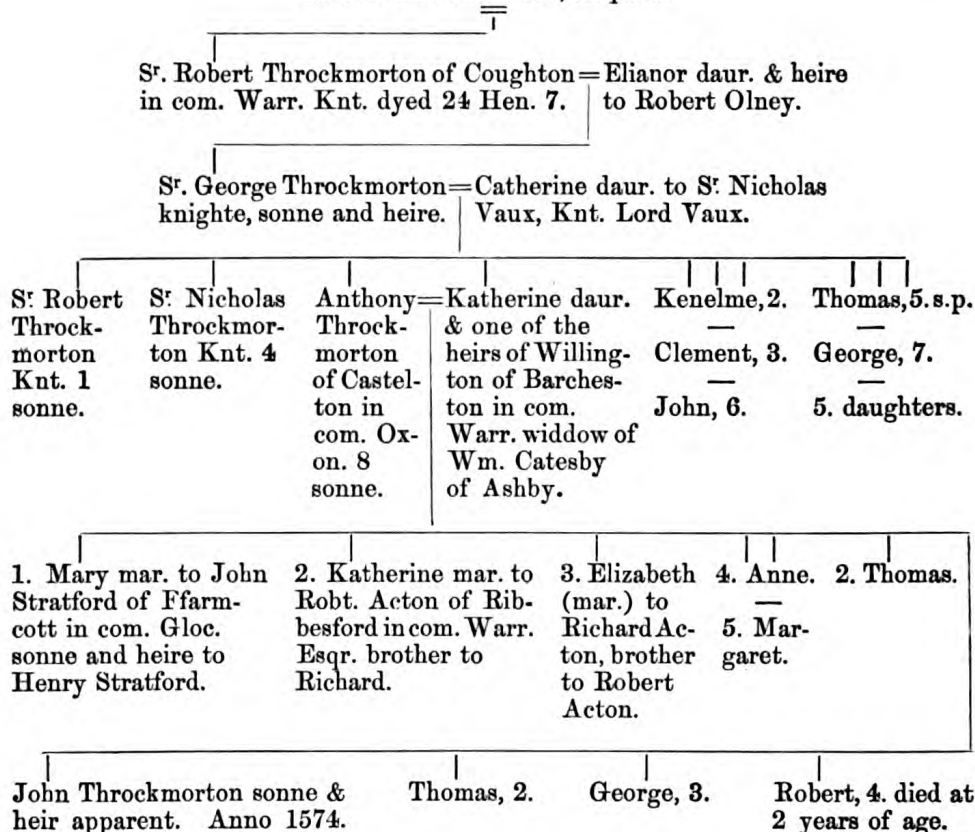 Sʳ. Robert Throckmorton of Coughton = Elianor daur. & heire
in com. Warr. Knt. dyed 24 Hen. 7. to Robert Olney.
Sʳ. George Throckmorton = Catherine daur. to Sʳ. Nicholas
knighte, sonne and heire. Vaux, Knt. Lord Vaux.
Sʳ. Robert
Throck-
morton
Knt. 1
sonne.
Sʳ. Nicholas
Throckmor-
ton Knt. 4
sonne.
Anthony=
Throck-
morton
of Castel-
ton in
com. Ox-
on. 8
sonne.
Katherine daur.
& one of the
heirs of Willing-
ton of Barches-
ton in com.
Warr. widdow of
Wm. Catesby
of Ashby.
Kenelme, 2.
—
Clement, 3.
—
John, 6.
Thomas, 5. s.p.
—
George, 7.
—
5. daughters.
1. Mary mar. to John
Stratford of Ffarm-
cott in com. Gloc.
sonne and heire to
Henry Stratford.
2. Katherine mar. to
Robt. Acton of Rib-
besford in com. Warr.
Esqr. brother to
Richard.
3. Elizabeth
(mar.) to
Richard Ac-
ton, brother
to Robert
Acton.
4. Anne.
—
5. Mar-
garet.
2. Thomas.
John Throckmorton sonne &
heir apparent. Anno 1574.
Thomas, 2.
George, 3.
Robert, 4. died at
2 years of age.